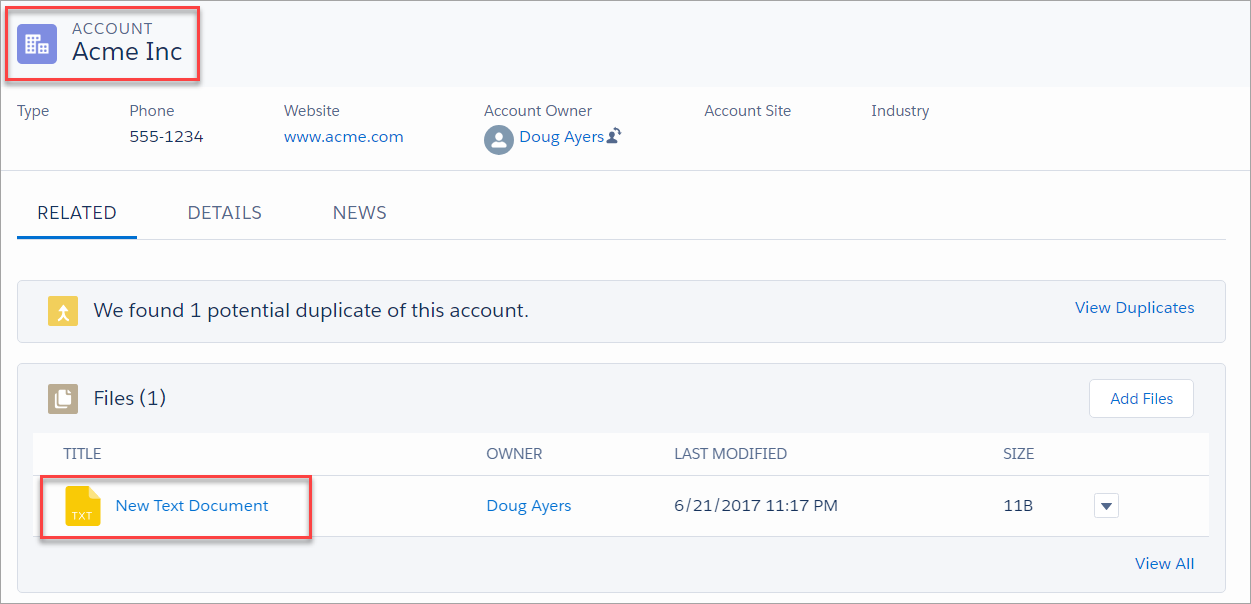 ACCOUNT
Acme Inc
Type Phone Website Account Owner Account Site Industry
555-1234 www.acme.com Doug Ayers
RELATED DETAILS NEWS
We found 1 potential duplicate of this account. View Duplicates
Files (1) Add Files
TITLE OWNER LAST MODIFIED SIZE
TXT New Text Document Doug Ayers 6/21/2017 11:17 PM 11B
View All